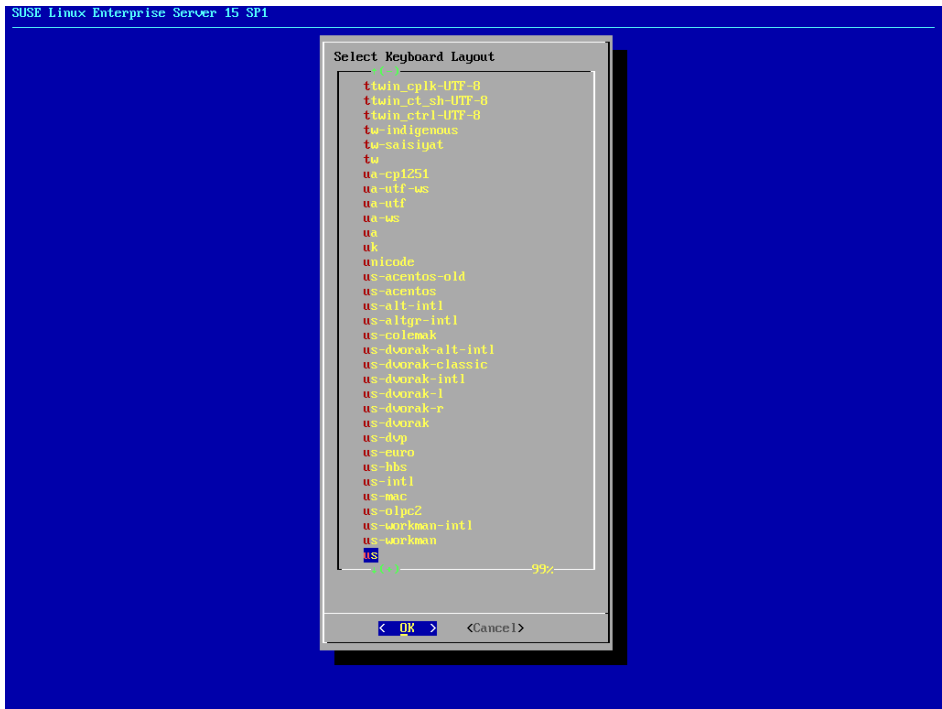 SUSE Linux Enterprise Server 15 SP1
Select Keyboard Layout
↑(-)
ttwin_cplk-UTF-8
ttwin_ct_sh-UTF-8
ttwin_ctrl-UTF-8
tw-indigenous
tw-saisiyat
tw
ua-cp1251
ua-utf-ws
ua-utf
ua-ws
ua
uk
unicode
us-acentos-old
us-acentos
us-alt-intl
us-altgr-intl
us-colemak
us-dvorak-alt-intl
us-dvorak-classic
us-dvorak-intl
us-dvorak-l
us-dvorak-r
us-dvorak
us-dvp
us-euro
us-hbs
us-intl
us-mac
us-olpc2
us-workman-intl
us-workman
us
↓(+) 99%
< OK > <Cancel>